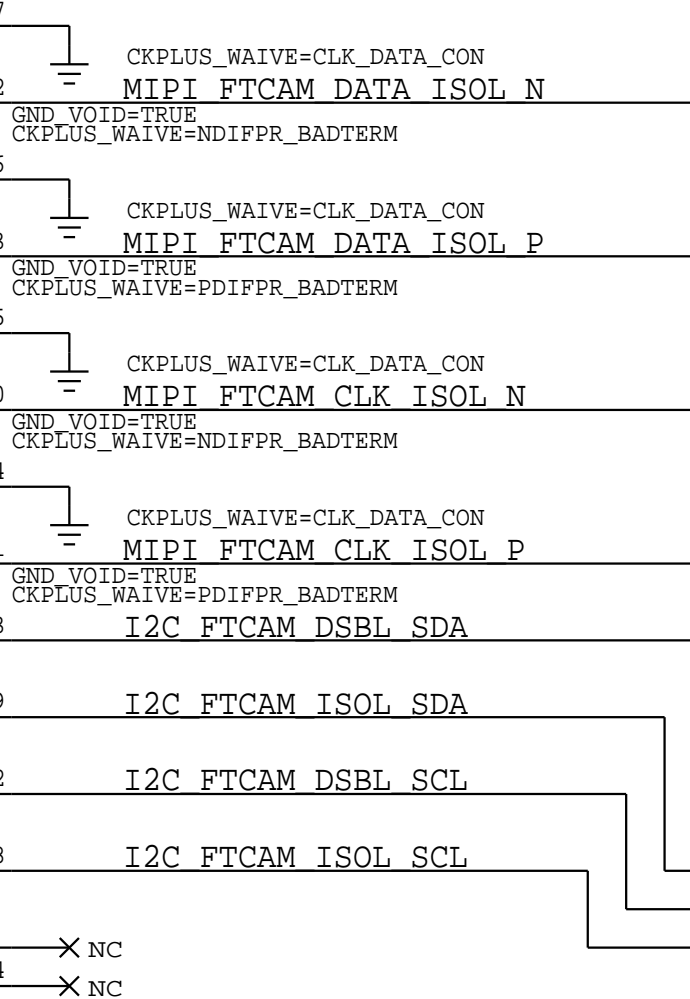 CKPLUS_WAIVE=CLK_DATA_CON
MIPI_FTCAM_DATA_ISOL_N
GND_VOID=TRUE
CKPLUS_WAIVE=NDIFPR_BADTERM
CKPLUS_WAIVE=CLK_DATA_CON
MIPI_FTCAM_DATA_ISOL_P
GND_VOID=TRUE
CKPLUS_WAIVE=PDIFPR_BADTERM
CKPLUS_WAIVE=CLK_DATA_CON
MIPI_FTCAM_CLK_ISOL_N
GND_VOID=TRUE
CKPLUS_WAIVE=NDIFPR_BADTERM
CKPLUS_WAIVE=CLK_DATA_CON
MIPI_FTCAM_CLK_ISOL_P
GND_VOID=TRUE
CKPLUS_WAIVE=PDIFPR_BADTERM
I2C_FTCAM_DSBL_SDA
I2C_FTCAM_ISOL_SDA
I2C_FTCAM_DSBL_SCL
I2C_FTCAM_ISOL_SCL
NC
NC